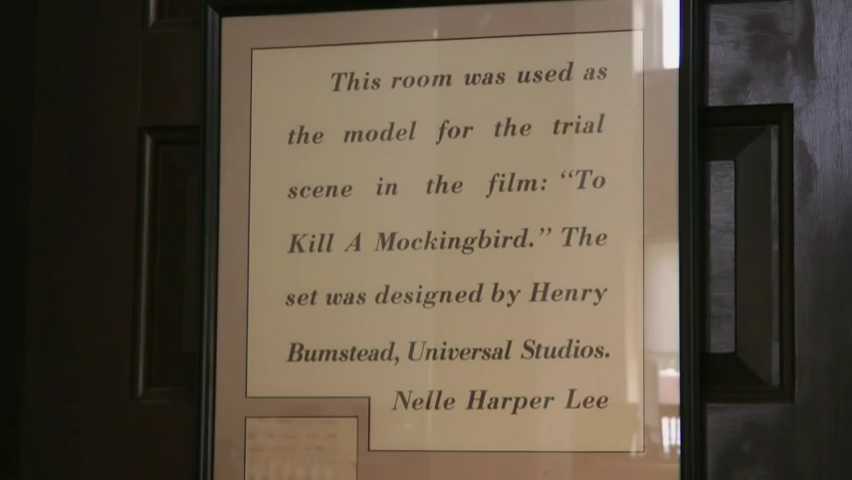 This room was used as
the model for the trial
scene in the film: “To
Kill A Mockingbird.” The
set was designed by Henry
Bumstead, Universal Studios.
Nelle Harper Lee